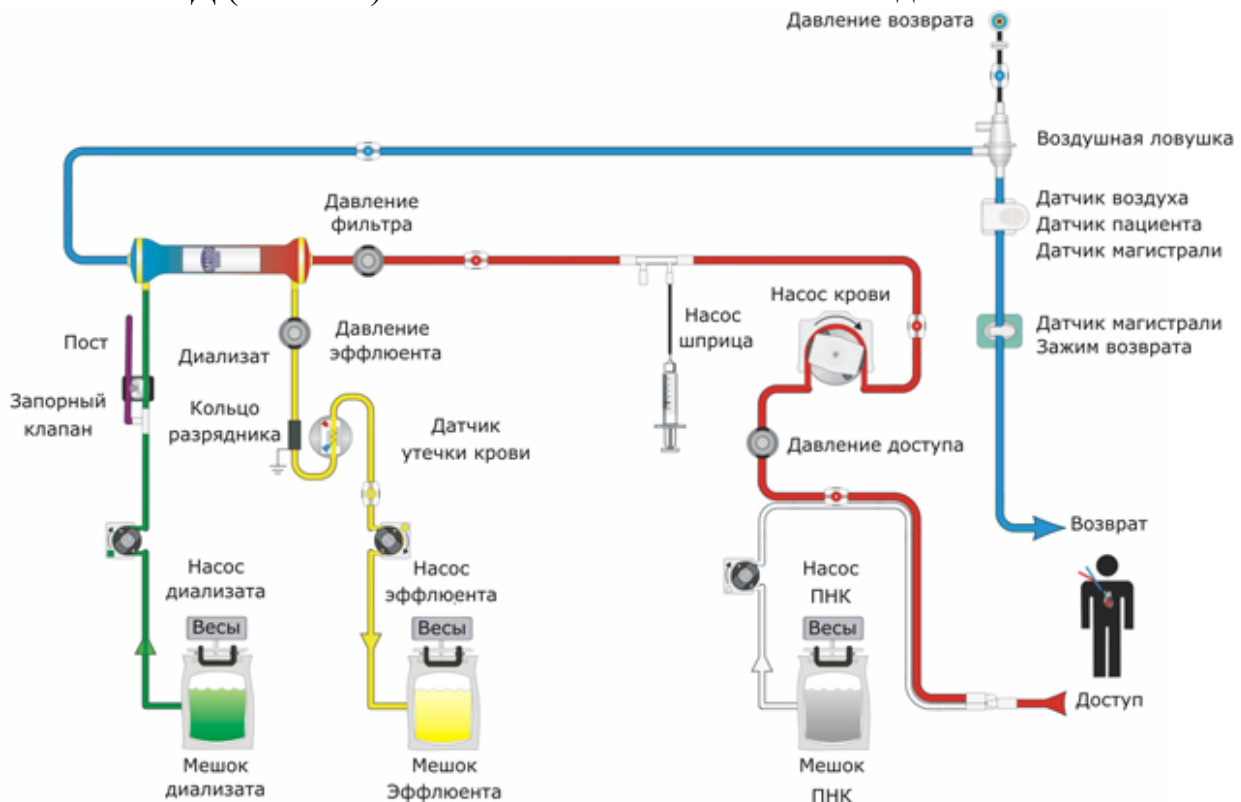 Давление возврата
Воздушная ловушка
Датчик воздуха
Датчик пациента
Датчик магистрали
Давление
фильтра
Насос крови
Насос
шприца
Датчик магистрали
Зажим возврата
Пост
Диализат
Давление
эффлюента
Запорный
клапан
Кольцо
разрядника
Датчик
утечки крови
Давление доступа
Возврат
Насос
диализата
Насос
эффлюента
Насос
ПНК
Весы
Весы
Весы
Доступ
Мешок
диализата
Мешок
Эффлюента
Мешок
ПНК